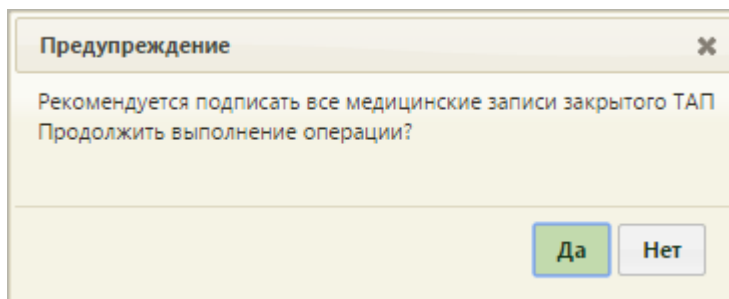 Предупреждение
Рекомендуется подписать все медицинские записи закрытого ТАП
Продолжить выполнение операции?
Да Нет